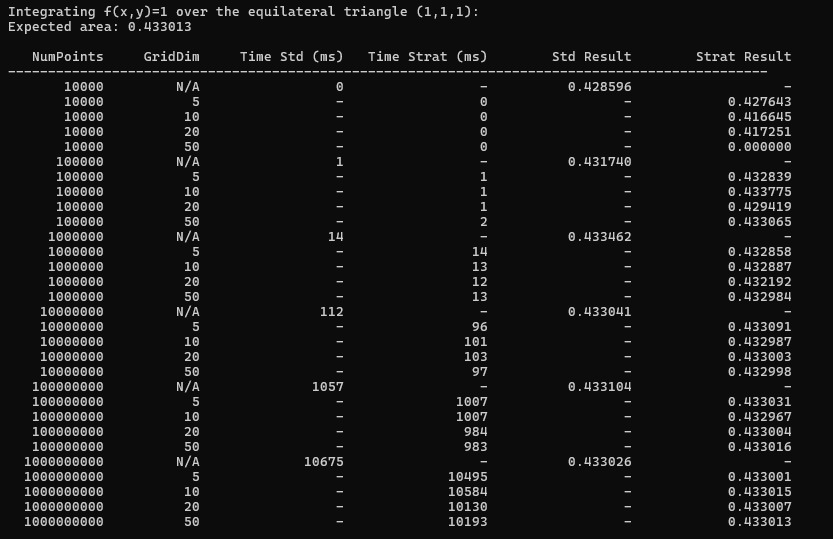 Integrating f(x,y)=1 over the equilateral triangle (1,1,1):
Expected area: 0.433013
NumPoints GridDim Time Std (ms) Time Strat (ms) Std Result Strat Result
-----------------------------------------------------------------------------------------------
10000 N/A 0 - 0.428596 -
10000 5 - 0 - 0.427643
10000 10 - 0 - 0.416645
10000 20 - 0 - 0.417251
10000 50 - 0 - 0.000000
100000 N/A 1 - 0.431740 -
100000 5 - 1 - 0.432839
100000 10 - 1 - 0.433775
100000 20 - 1 - 0.429419
100000 50 - 2 - 0.433065
1000000 N/A 14 - 0.433462 -
1000000 5 - 14 - 0.432858
1000000 10 - 13 - 0.432887
1000000 20 - 12 - 0.432192
1000000 50 - 13 - 0.432984
10000000 N/A 112 - 0.433041 -
10000000 5 - 96 - 0.433091
10000000 10 - 101 - 0.432987
10000000 20 - 103 - 0.433003
10000000 50 - 97 - 0.432998
100000000 N/A 1057 - 0.433104 -
100000000 5 - 1007 - 0.433031
100000000 10 - 1007 - 0.432967
100000000 20 - 984 - 0.433004
100000000 50 - 983 - 0.433016
1000000000 N/A 10675 - 0.433026 -
1000000000 5 - 10495 - 0.433001
1000000000 10 - 10584 - 0.433015
1000000000 20 - 10130 - 0.433007
1000000000 50 - 10193 - 0.433013